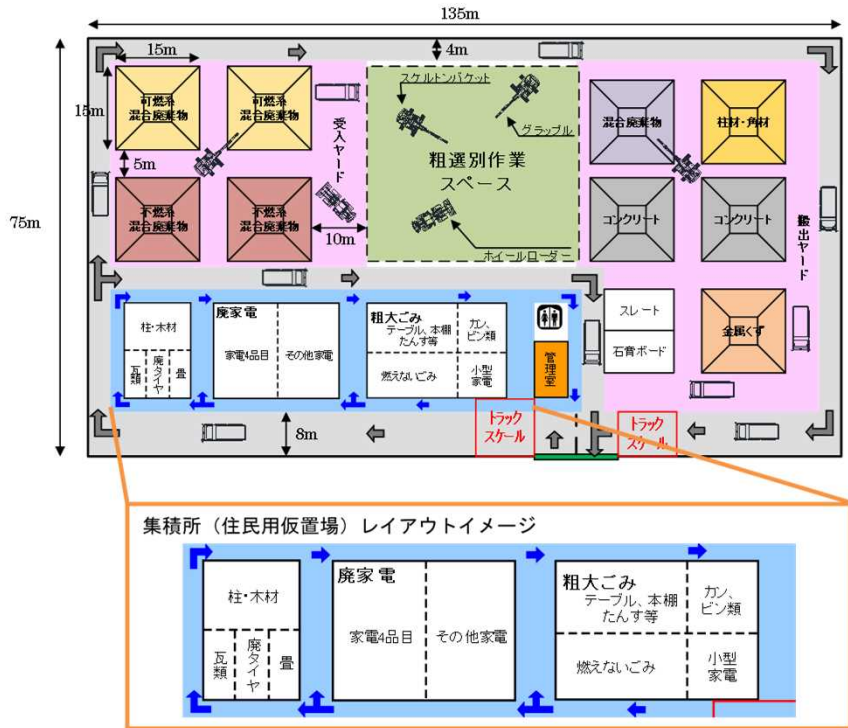 135m
15m
4m
スケルトンバケット
可燃系
混合廃棄物
可燃系
混合廃棄物
グラップル
混合廃棄物
柱材・角材
15m
受入ヤード
粗選別作業
スペース
5m
75m
不燃系
混合廃棄物
不燃系
混合廃棄物
コンクリート
コンクリート
搬出ヤード
10m
ホイールローダー
廃家電
粗大ごみ
テーブル、本棚
たんす等
カン、
ビン類
スレート
柱・木材
家電4品目
その他家電
金属くず
瓦類
廃タイヤ
畳
燃えないごみ
小型
家電
管理室
石膏ボード
8m
トラック
スケール
トラック
スケール
集積所（住民用仮置場）レイアウトイメージ
廃家電
粗大ごみ
テーブル、本棚
たんす等
カン、
ビン類
柱・木材
家電4品目
その他家電
瓦類
廃タイヤ
畳
燃えないごみ
小型
家電